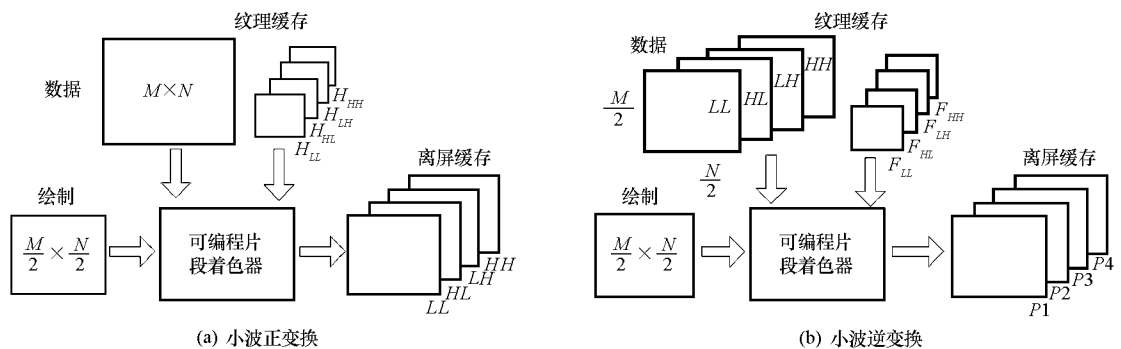 纹理缓存
数据
M×N
H_HH
H_LH
H_HL
H_LL
绘制
M/2 × N/2
可编程片
段着色器
离屏缓存
HH
LH
HL
LL
(a) 小波正变换
纹理缓存
数据
HH
LH
HL
LL
M/2
N/2
F_HH
F_LH
F_HL
F_LL
绘制
M/2 × N/2
可编程片
段着色器
离屏缓存
P4
P3
P2
P1
(b) 小波逆变换